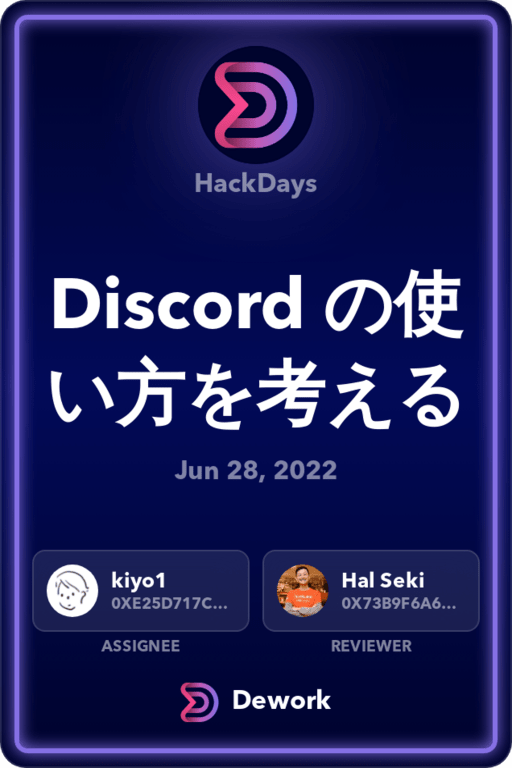 HackDays
Discord の使
い方を考える
Jun 28, 2022
kiyo1
0XE25D717C...
ASSIGNEE
Hal Seki
0X73B9F6A6...
REVIEWER
Dework